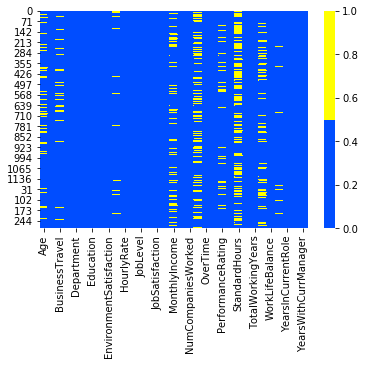 0
71
142
213
284
355
426
497
568
639
710
781
852
923
994
1065
1136
31
102
173
244
1.0
0.8
0.6
0.4
0.2
0.0
Age
BusinessTravel
Department
Education
EnvironmentSatisfaction
HourlyRate
JobLevel
JobSatisfaction
MonthlyIncome
NumCompaniesWorked
OverTime
PerformanceRating
StandardHours
TotalWorkingYears
WorkLifeBalance
YearsInCurrentRole
YearsWithCurrManager